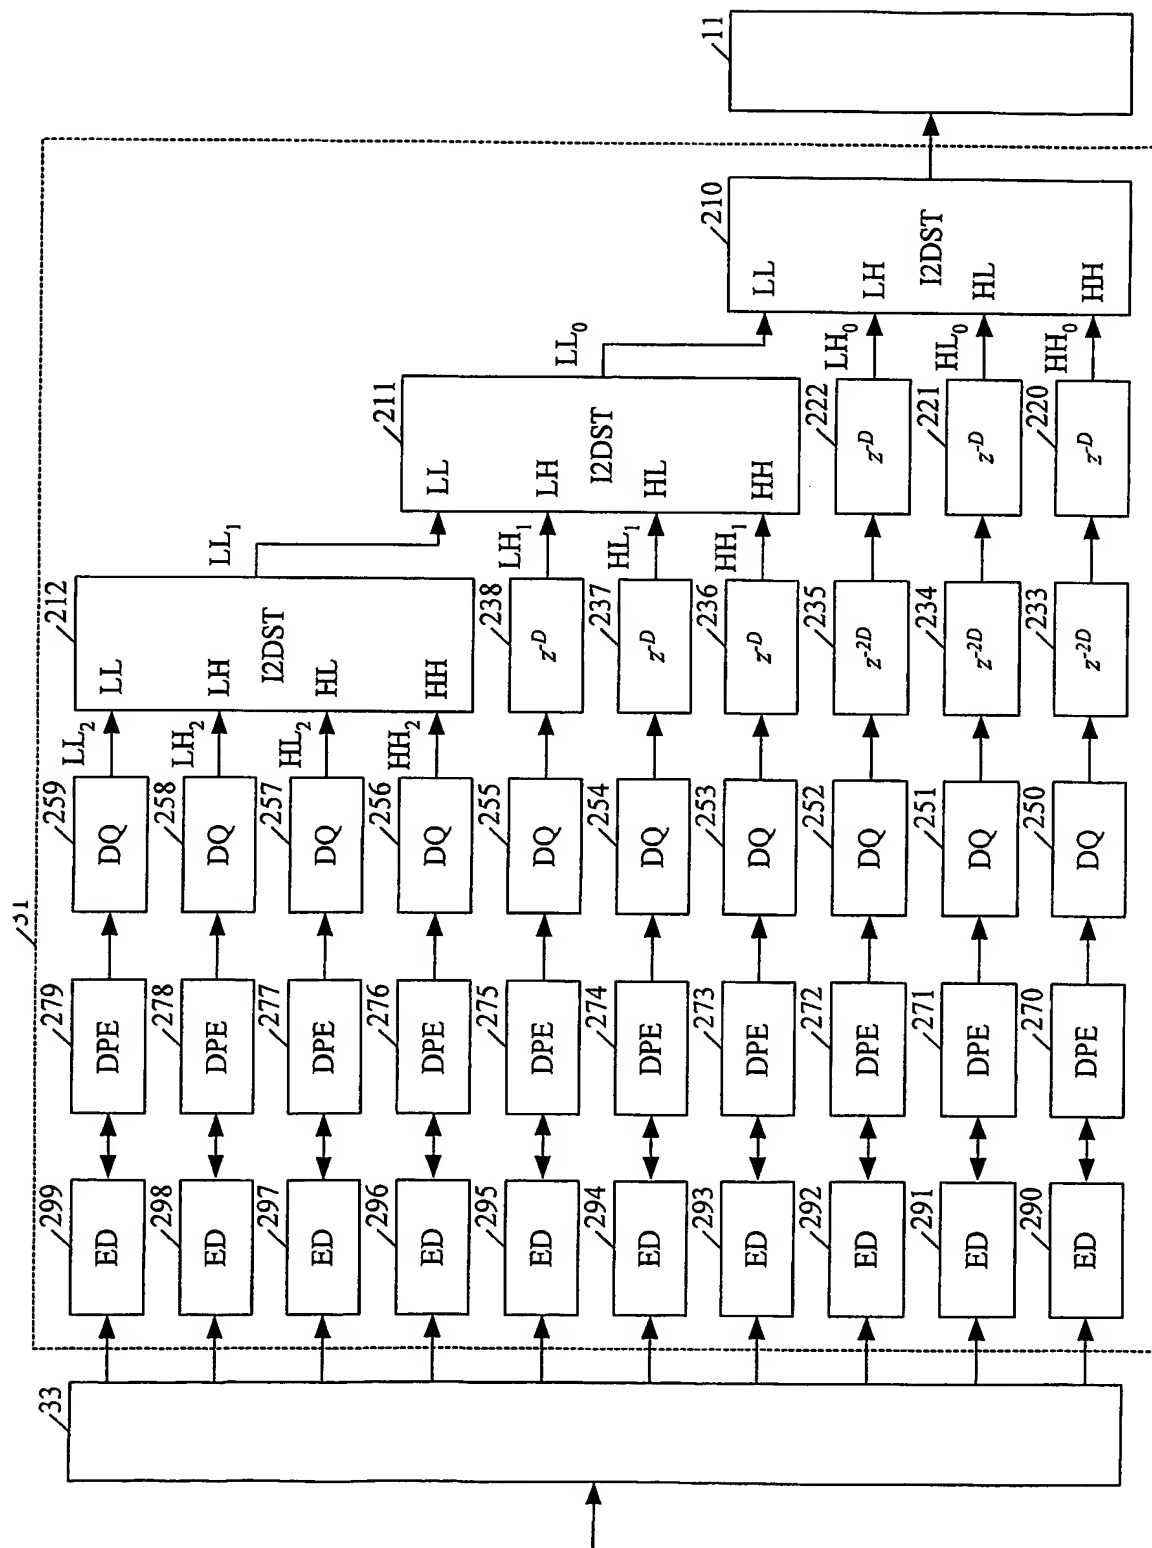 11
210
LL
LH
I2DST
HL
HH
LL₀
LH₀
HL₀
HH₀
211
LL
LH
I2DST
HL
HH
222
z⁻ᴰ
221
z⁻ᴰ
220
z⁻ᴰ
LL₁
LH₁
HL₁
HH₁
212
LL
LH
I2DST
HL
HH
238
z⁻ᴰ
237
z⁻ᴰ
236
z⁻ᴰ
235
z⁻²ᴰ
234
z⁻²ᴰ
233
z⁻²ᴰ
LL₂
LH₂
HL₂
HH₂
259
DQ
258
DQ
257
DQ
256
DQ
255
DQ
254
DQ
253
DQ
252
DQ
251
DQ
250
DQ
31
279
DPE
278
DPE
277
DPE
276
DPE
275
DPE
274
DPE
273
DPE
272
DPE
271
DPE
270
DPE
299
ED
298
ED
297
ED
296
ED
295
ED
294
ED
293
ED
292
ED
291
ED
290
ED
33